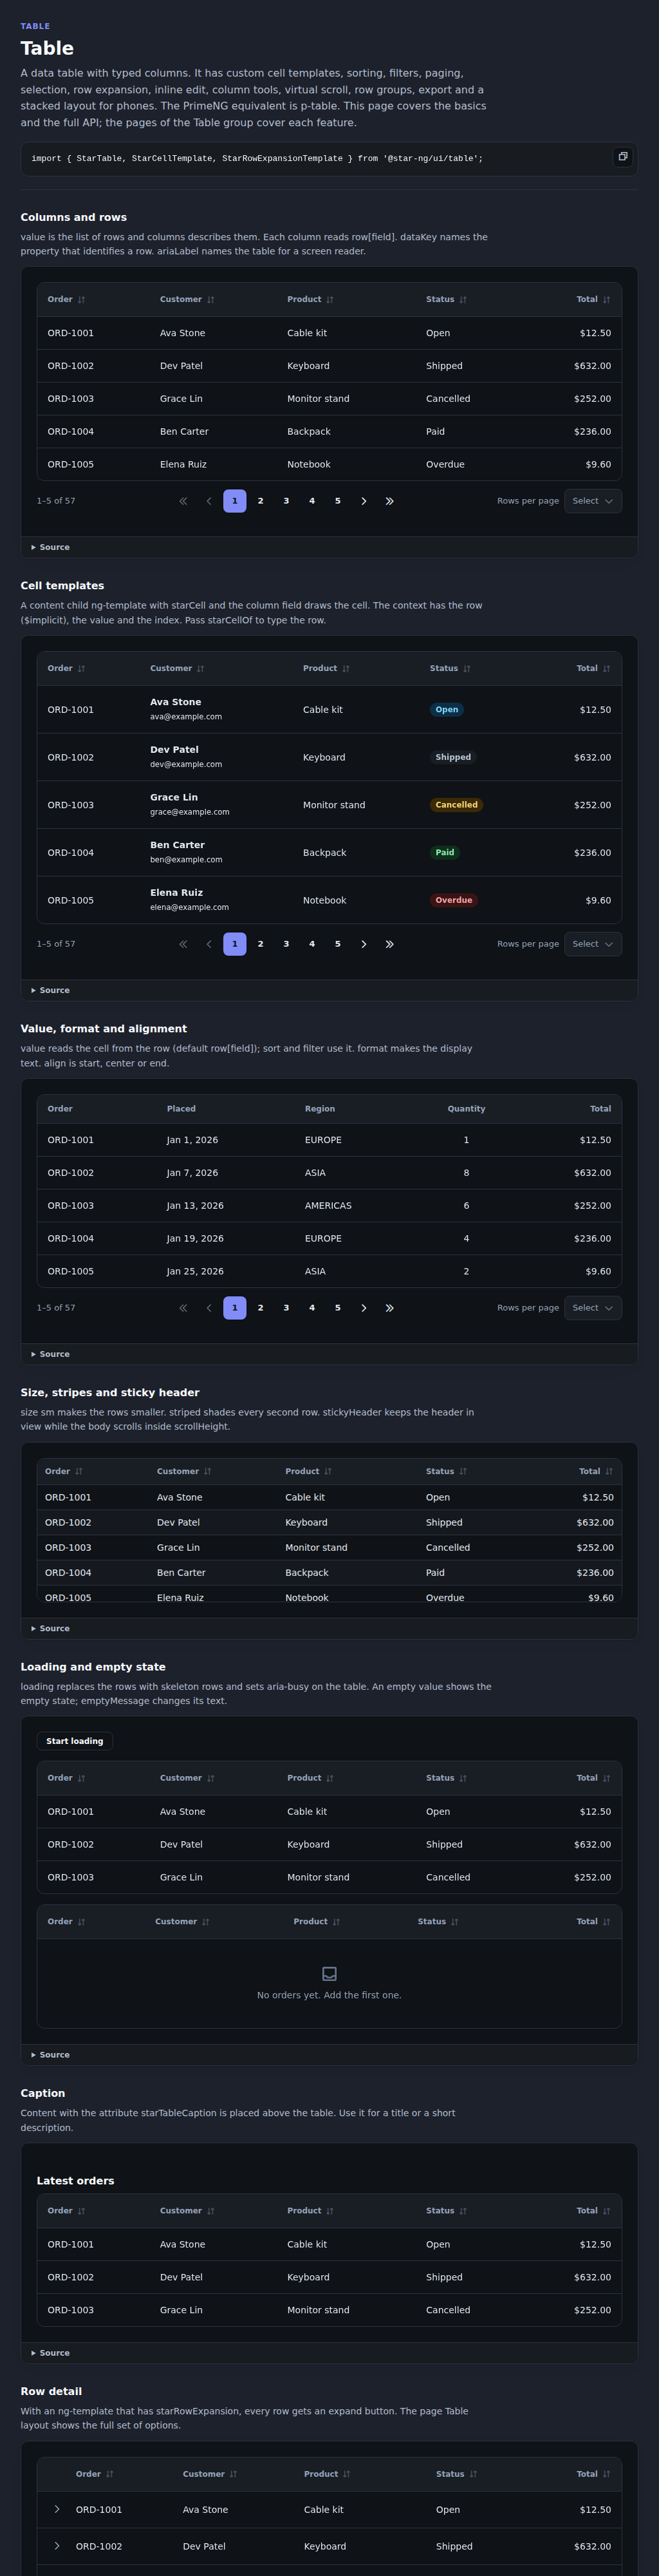 TABLE
Table
A data table with typed columns. It has custom cell templates, sorting, filters, paging,
selection, row expansion, inline edit, column tools, virtual scroll, row groups, export and a
stacked layout for phones. The PrimeNG equivalent is p-table. This page covers the basics
and the full API; the pages of the Table group cover each feature.
import { StarTable, StarCellTemplate, StarRowExpansionTemplate } from '@star-ng/ui/table';
Columns and rows
value is the list of rows and columns describes them. Each column reads row[field]. dataKey names the
property that identifies a row. ariaLabel names the table for a screen reader.
Order Customer Product Status Total
ORD-1001 Ava Stone Cable kit Open $12.50
ORD-1002 Dev Patel Keyboard Shipped $632.00
ORD-1003 Grace Lin Monitor stand Cancelled $252.00
ORD-1004 Ben Carter Backpack Paid $236.00
ORD-1005 Elena Ruiz Notebook Overdue $9.60
1–5 of 57 1 2 3 4 5 Rows per page Select
Source
Cell templates
A content child ng-template with starCell and the column field draws the cell. The context has the row
($implicit), the value and the index. Pass starCellOf to type the row.
Order Customer Product Status Total
ORD-1001 Ava Stone Cable kit Open $12.50
ava@example.com
ORD-1002 Dev Patel Keyboard Shipped $632.00
dev@example.com
ORD-1003 Grace Lin Monitor stand Cancelled $252.00
grace@example.com
ORD-1004 Ben Carter Backpack Paid $236.00
ben@example.com
ORD-1005 Elena Ruiz Notebook Overdue $9.60
elena@example.com
1–5 of 57 1 2 3 4 5 Rows per page Select
Source
Value, format and alignment
value reads the cell from the row (default row[field]); sort and filter use it. format makes the display
text. align is start, center or end.
Order Placed Region Quantity Total
ORD-1001 Jan 1, 2026 EUROPE 1 $12.50
ORD-1002 Jan 7, 2026 ASIA 8 $632.00
ORD-1003 Jan 13, 2026 AMERICAS 6 $252.00
ORD-1004 Jan 19, 2026 EUROPE 4 $236.00
ORD-1005 Jan 25, 2026 ASIA 2 $9.60
1–5 of 57 1 2 3 4 5 Rows per page Select
Source
Size, stripes and sticky header
size sm makes the rows smaller. striped shades every second row. stickyHeader keeps the header in
view while the body scrolls inside scrollHeight.
Order Customer Product Status Total
ORD-1001 Ava Stone Cable kit Open $12.50
ORD-1002 Dev Patel Keyboard Shipped $632.00
ORD-1003 Grace Lin Monitor stand Cancelled $252.00
ORD-1004 Ben Carter Backpack Paid $236.00
ORD-1005 Elena Ruiz Notebook Overdue $9.60
Source
Loading and empty state
loading replaces the rows with skeleton rows and sets aria-busy on the table. An empty value shows the
empty state; emptyMessage changes its text.
Start loading
Order Customer Product Status Total
ORD-1001 Ava Stone Cable kit Open $12.50
ORD-1002 Dev Patel Keyboard Shipped $632.00
ORD-1003 Grace Lin Monitor stand Cancelled $252.00
Order Customer Product Status Total
No orders yet. Add the first one.
Source
Caption
Content with the attribute starTableCaption is placed above the table. Use it for a title or a short
description.
Latest orders
Order Customer Product Status Total
ORD-1001 Ava Stone Cable kit Open $12.50
ORD-1002 Dev Patel Keyboard Shipped $632.00
ORD-1003 Grace Lin Monitor stand Cancelled $252.00
Source
Row detail
With an ng-template that has starRowExpansion, every row gets an expand button. The page Table
layout shows the full set of options.
Order Customer Product Status Total
ORD-1001 Ava Stone Cable kit Open $12.50
ORD-1002 Dev Patel Keyboard Shipped $632.00